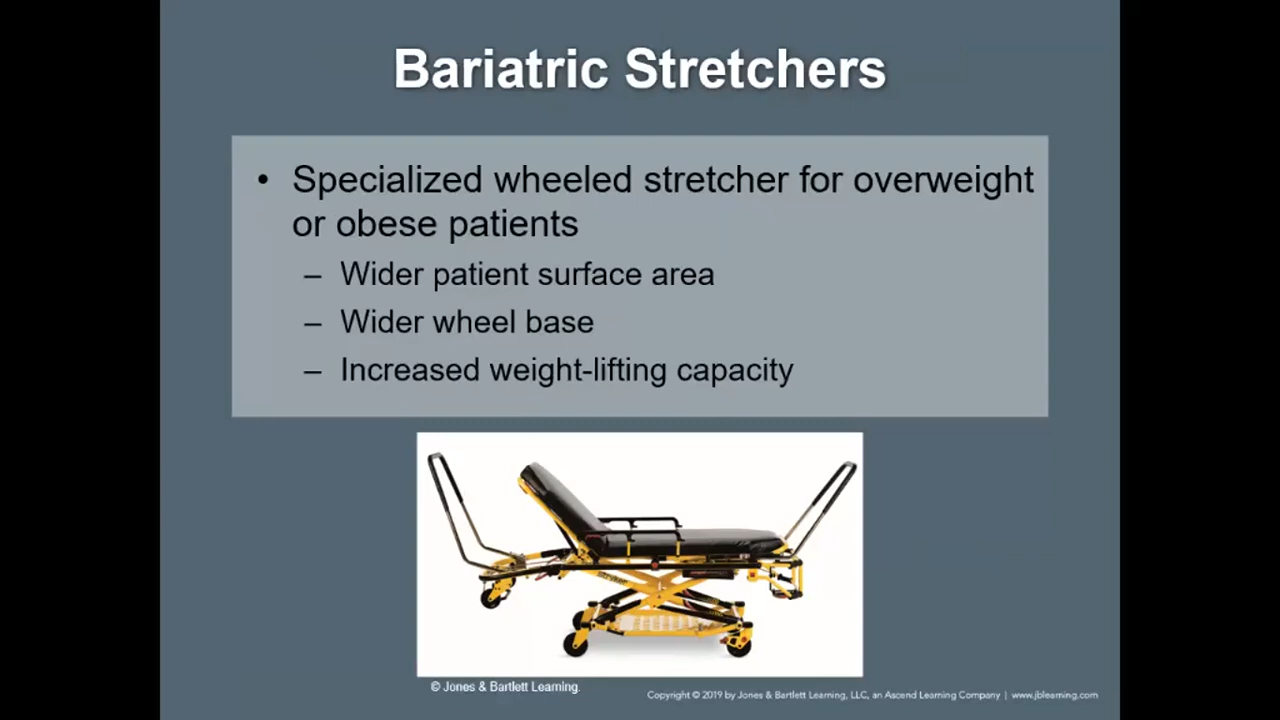 Bariatric Stretchers
• Specialized wheeled stretcher for overweight
or obese patients
– Wider patient surface area
– Wider wheel base
– Increased weight-lifting capacity
© Jones & Bartlett Learning.
Copyright © 2019 by Jones & Bartlett Learning, LLC, an Ascend Learning Company | www.jblearning.com